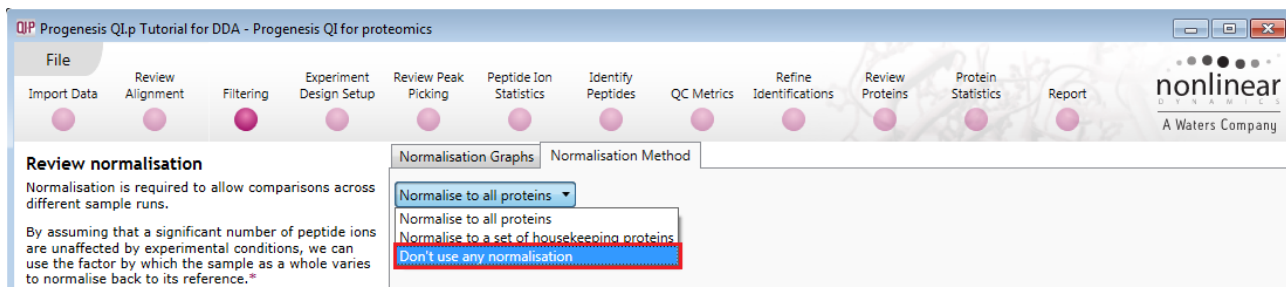 QIP Progenesis QI.p Tutorial for DDA - Progenesis QI for proteomics
File
Import Data
Review
Alignment
Filtering
Experiment
Design Setup
Review Peak
Picking
Peptide Ion
Statistics
Identify
Peptides
QC Metrics
Refine
Identifications
Review
Proteins
Protein
Statistics
Report
nonlinear
DYNAMICS
A Waters Company
Review normalisation
Normalisation is required to allow comparisons across
different sample runs.
By assuming that a significant number of peptide ions
are unaffected by experimental conditions, we can
use the factor by which the sample as a whole varies
to normalise back to its reference.*
Normalisation Graphs
Normalisation Method
Normalise to all proteins
Normalise to all proteins
Normalise to a set of housekeeping proteins
Don't use any normalisation